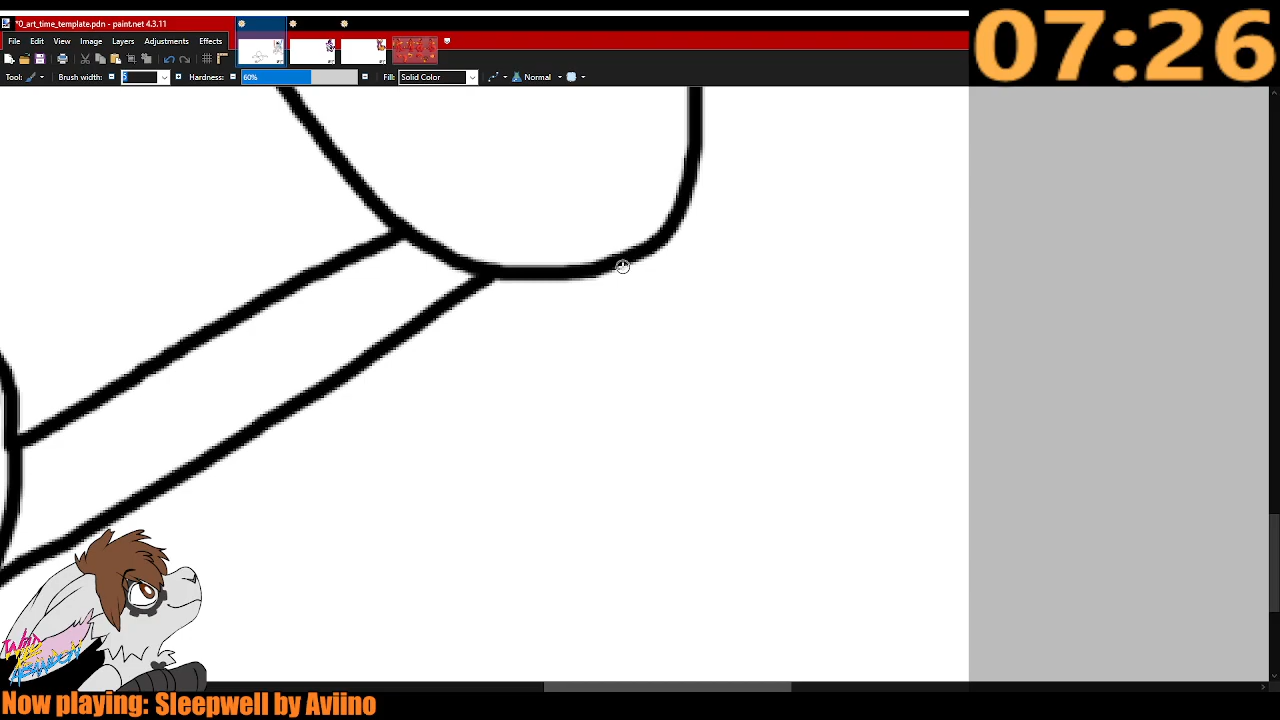 *0_art_time_template.pdn - paint.net 4.3.11
07:26
File Edit View Image Layers Adjustments Effects
Tool: Brush width: Hardness: 60% Fill: Solid Color Normal
Now playing: Sleepwell by Aviino